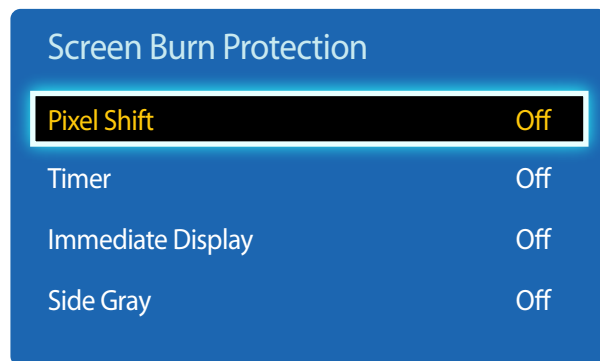 Screen Burn Protection
Pixel Shift Off
Timer Off
Immediate Display Off
Side Gray Off